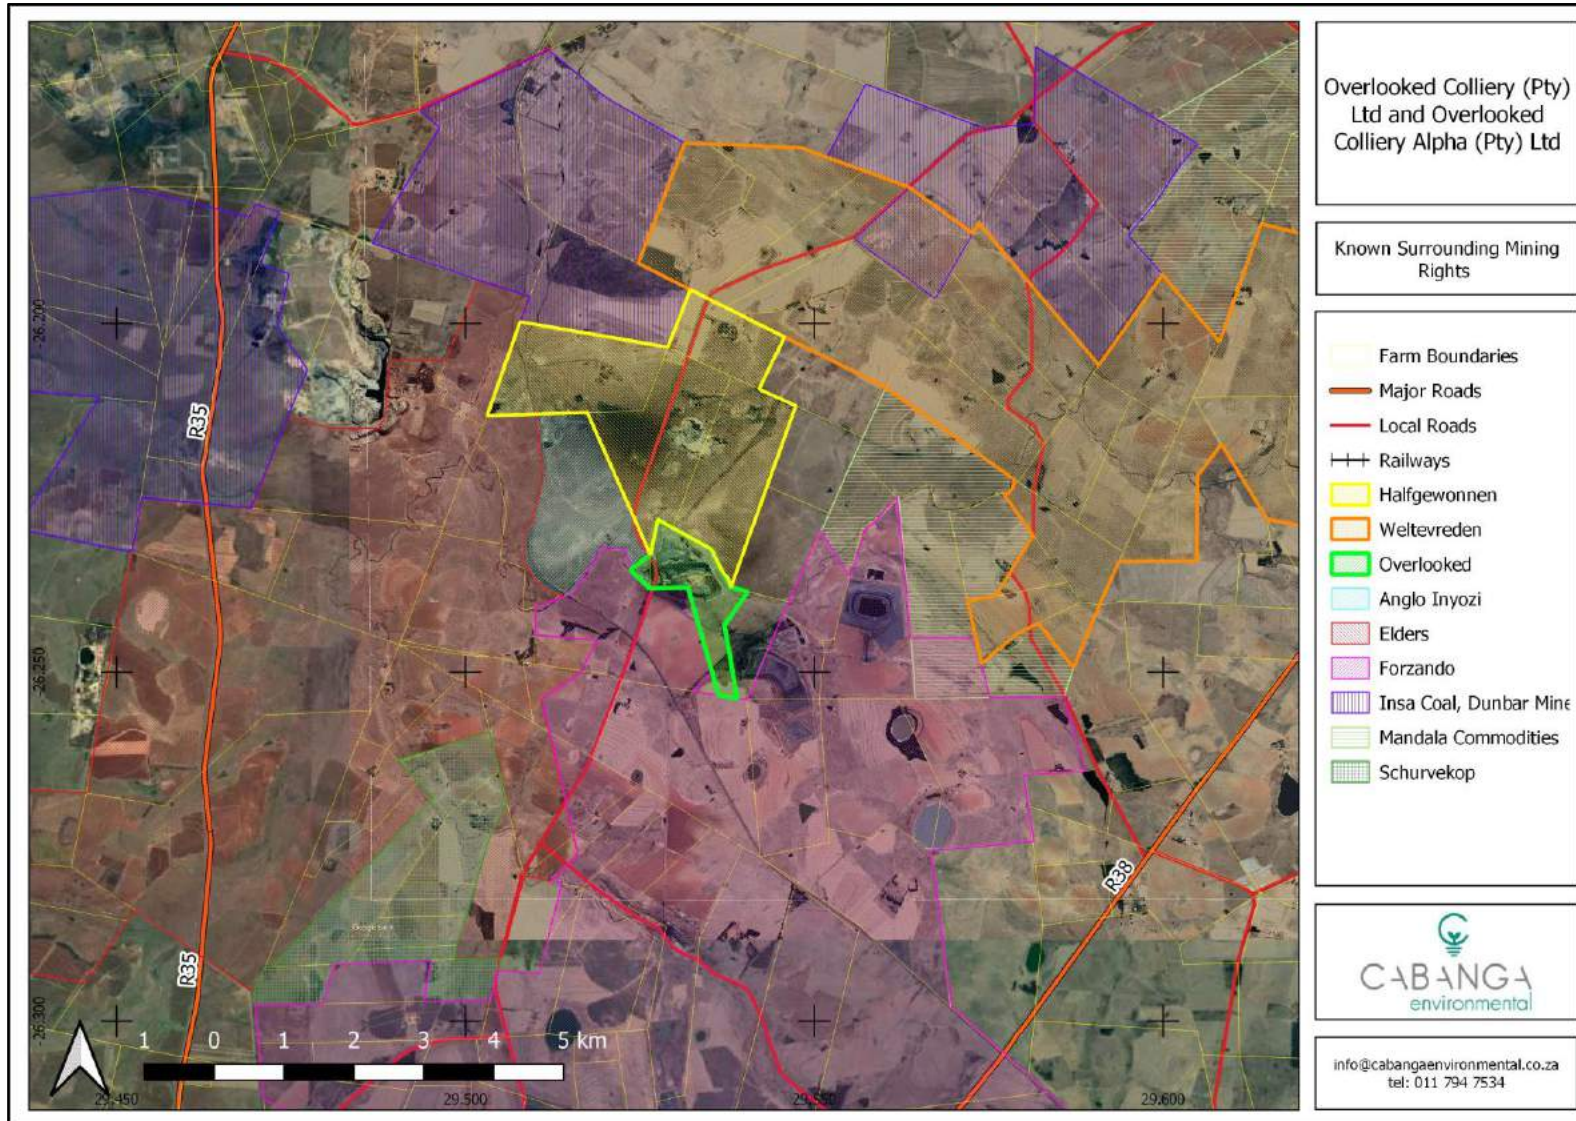 Overlooked Colliery (Pty)
Ltd and Overlooked
Colliery Alpha (Pty) Ltd
Known Surrounding Mining
Rights
Farm Boundaries
Major Roads
Local Roads
Railways
Halfgewonnen
Weltevreden
Overlooked
Anglo Inyozi
Elders
Forzando
Insa Coal, Dunbar Mine
Mandala Commodities
Schurvekop
CABANGA
environmental
info@cabangaenvironmental.co.za
tel: 011 794 7534
R35
R35
R38
-26.200
-26.250
-26.300
1 0 1 2 3 4 5 km
29.450 29.500 29.550 29.600